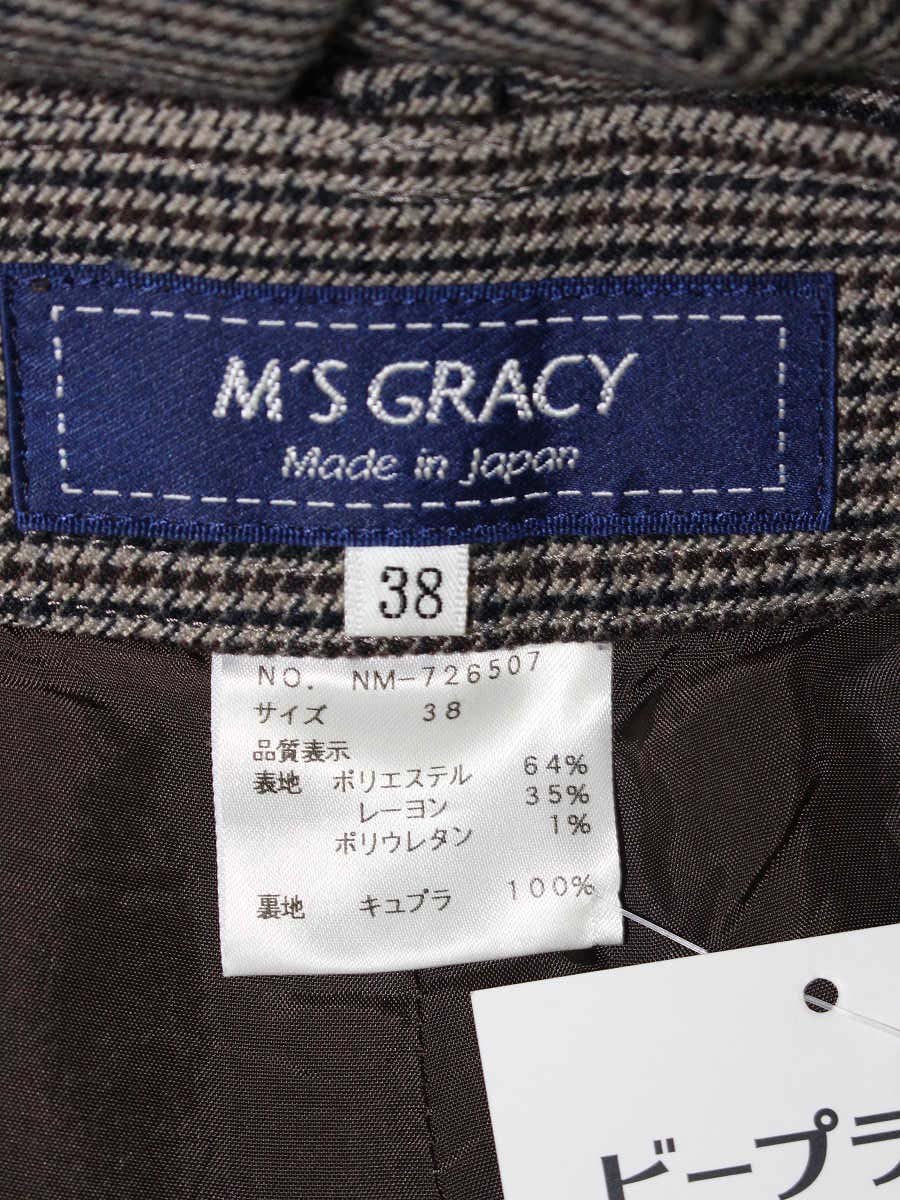 M'S GRACY
Made in Japan
38
NO. NM-726507
サイズ 38
品質表示
表地 ポリエステル 64%
レーヨン 35%
ポリウレタン 1%
裏地 キュプラ 100%
ビープラ